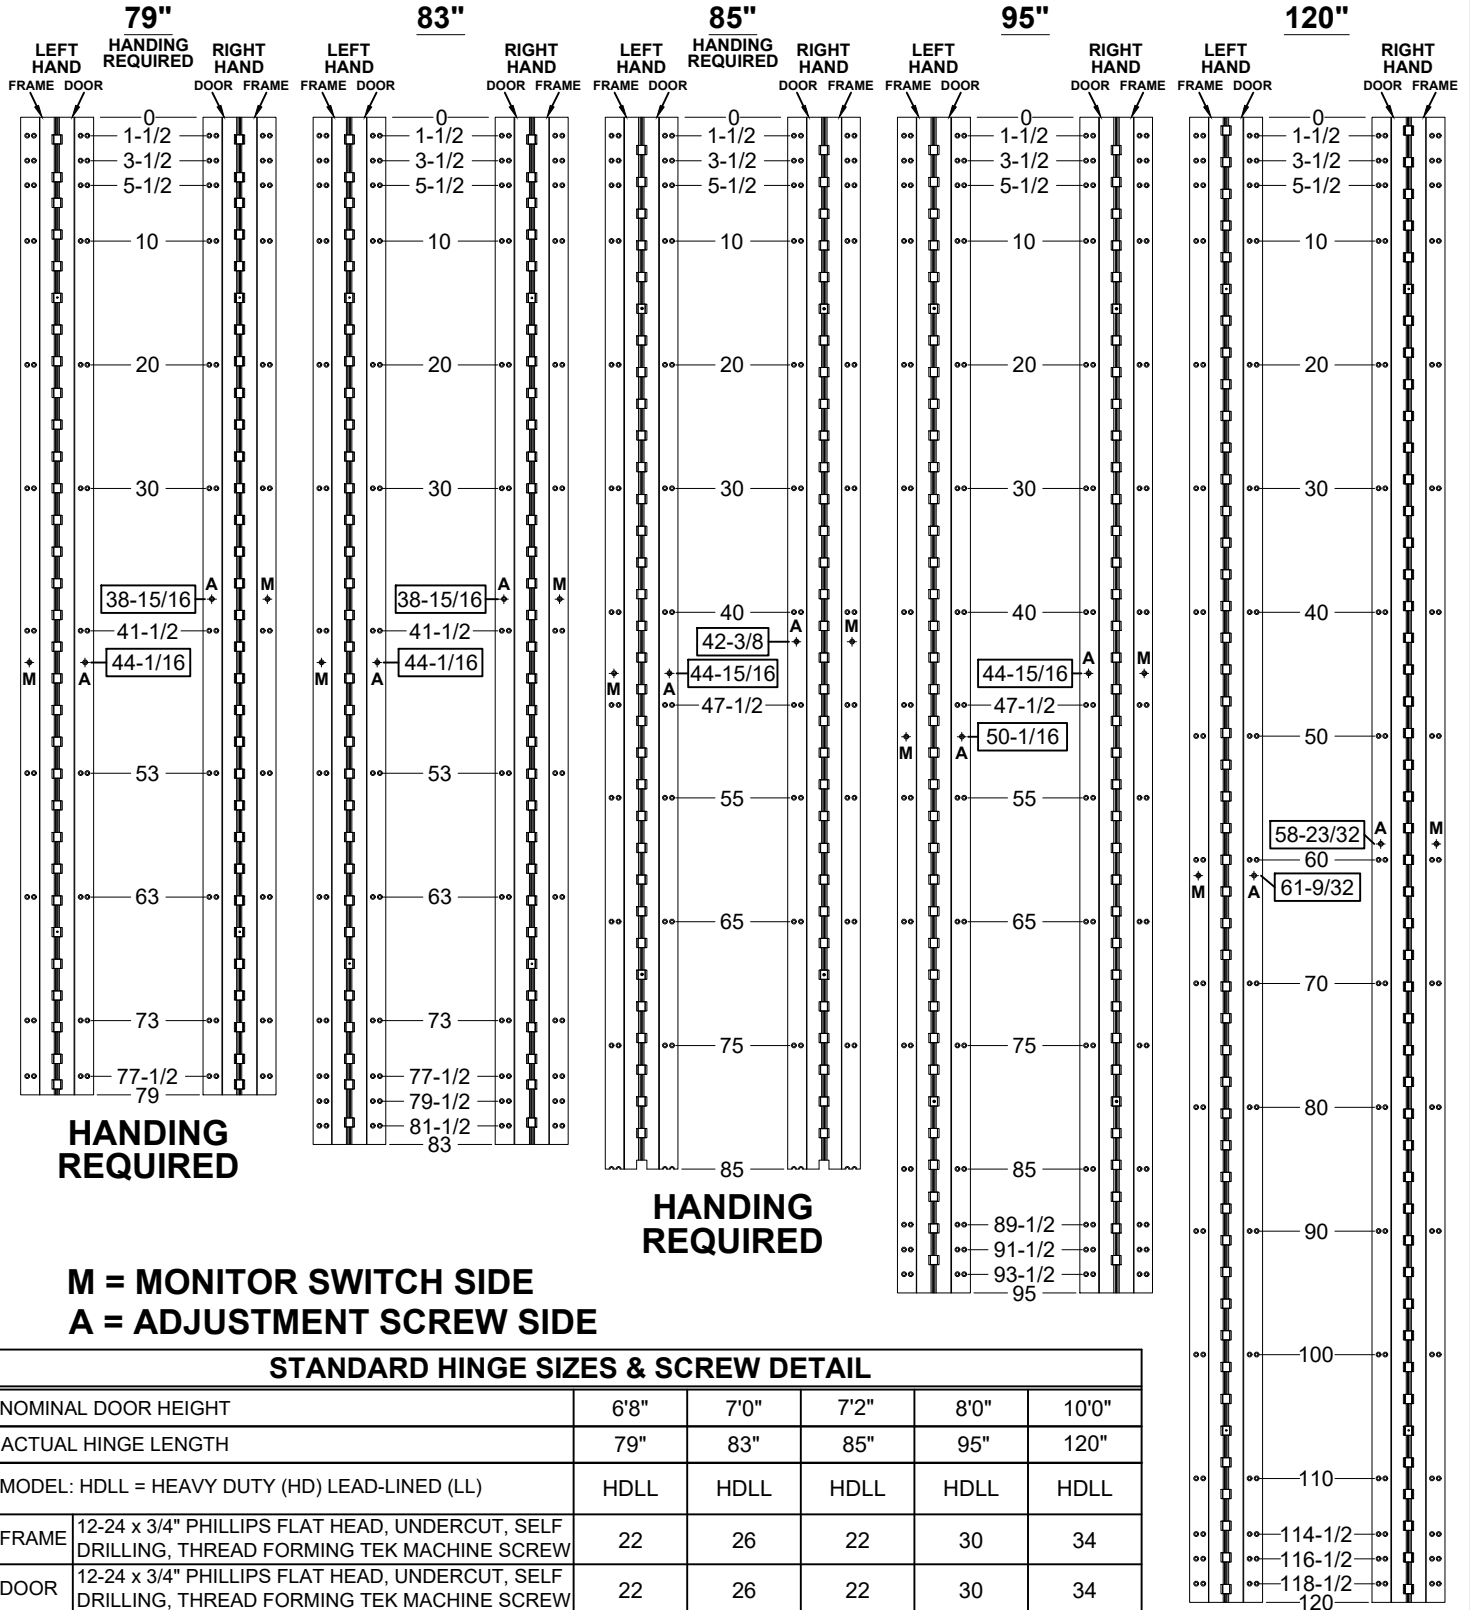 79"
HANDING
REQUIRED
LEFT
HAND
FRAME DOOR
RIGHT
HAND
DOOR FRAME
0
1-1/2
3-1/2
5-1/2
10
20
30
A
M
38-15/16
41-1/2
44-1/16
M
A
53
63
73
77-1/2
79
HANDING
REQUIRED
83"
LEFT
HAND
FRAME DOOR
RIGHT
HAND
DOOR FRAME
0
1-1/2
3-1/2
5-1/2
10
20
30
A
M
38-15/16
41-1/2
44-1/16
M
A
53
63
73
77-1/2
79-1/2
81-1/2
83
85"
HANDING
REQUIRED
LEFT
HAND
FRAME DOOR
RIGHT
HAND
DOOR FRAME
0
1-1/2
3-1/2
5-1/2
10
20
30
40
A
M
42-3/8
44-15/16
M
A
47-1/2
55
65
75
85
HANDING
REQUIRED
95"
LEFT
HAND
FRAME DOOR
RIGHT
HAND
DOOR FRAME
0
1-1/2
3-1/2
5-1/2
10
20
30
40
A
M
44-15/16
47-1/2
50-1/16
M
A
55
65
75
85
89-1/2
91-1/2
93-1/2
95
120"
LEFT
HAND
FRAME DOOR
RIGHT
HAND
DOOR FRAME
0
1-1/2
3-1/2
5-1/2
10
20
30
40
50
A
M
58-23/32
60
61-9/32
M
A
70
80
90
100
110
114-1/2
116-1/2
118-1/2
120
M = MONITOR SWITCH SIDE
A = ADJUSTMENT SCREW SIDE
STANDARD HINGE SIZES & SCREW DETAIL
NOMINAL DOOR HEIGHT 6'8" 7'0" 7'2" 8'0" 10'0"
ACTUAL HINGE LENGTH 79" 83" 85" 95" 120"
MODEL: HDLL = HEAVY DUTY (HD) LEAD-LINED (LL) HDLL HDLL HDLL HDLL HDLL
FRAME 12-24 x 3/4" PHILLIPS FLAT HEAD, UNDERCUT, SELF
DRILLING, THREAD FORMING TEK MACHINE SCREW 22 26 22 30 34
DOOR 12-24 x 3/4" PHILLIPS FLAT HEAD, UNDERCUT, SELF
DRILLING, THREAD FORMING TEK MACHINE SCREW 22 26 22 30 34